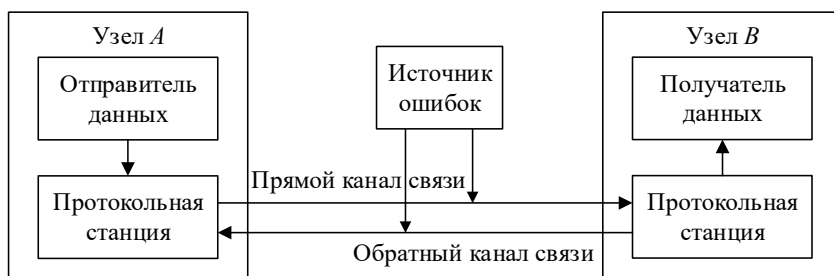 Узел A
Узел B
Отправитель
данных
Источник
ошибок
Получатель
данных
Прямой канал связи
Протокольная
станция
Протокольная
станция
Обратный канал связи